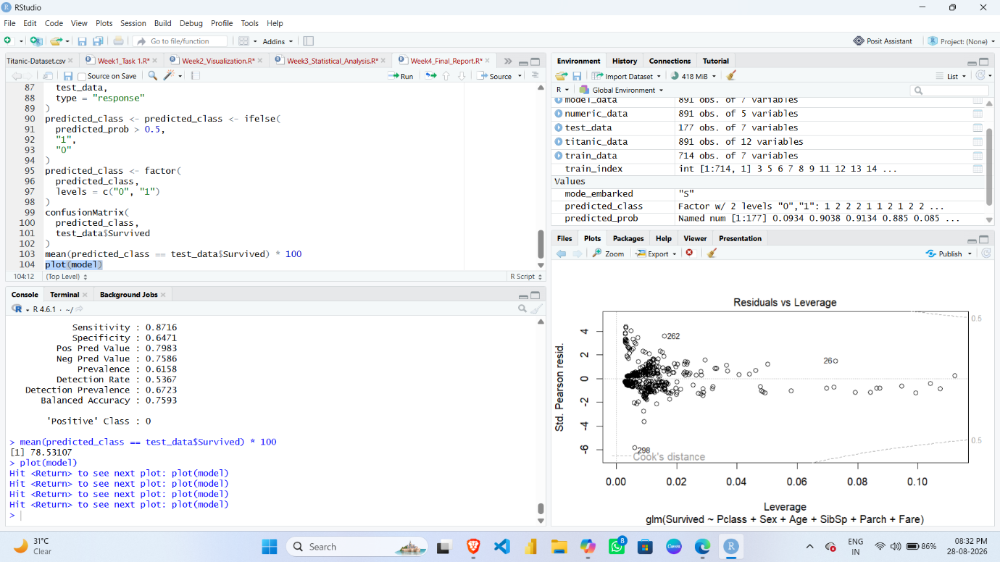 RStudio
File Edit Code View Plots Session Build Debug Profile Tools Help
Go to file/function Addins Posit Assistant Project: (None)
Titanic-Dataset.csv Week1_Task 1.R* Week2_Visualization.R* Week3_Statistical_Analysis.R* Week4_Final_Report.R*
Source on Save Run Source
87 test_data,
88 type = "response"
89 )
90 predicted_class <- predicted_class <- ifelse(
91 predicted_prob > 0.5,
92 "1",
93 "0"
94 )
95 predicted_class <- factor(
96 predicted_class,
97 levels = c("0", "1")
98 )
99 confusionMatrix(
100 predicted_class,
101 test_data$Survived
102 )
103 mean(predicted_class == test_data$Survived) * 100
104 plot(model)
104:12 (Top Level) R Script
Console Terminal Background Jobs
R 4.6.1 · ~/
Sensitivity : 0.8716
Specificity : 0.6471
Pos Pred Value : 0.7983
Neg Pred Value : 0.7586
Prevalence : 0.6158
Detection Rate : 0.5367
Detection Prevalence : 0.6723
Balanced Accuracy : 0.7593
'Positive' Class : 0
> mean(predicted_class == test_data$Survived) * 100
[1] 78.53107
> plot(model)
Hit <Return> to see next plot: plot(model)
Hit <Return> to see next plot: plot(model)
Hit <Return> to see next plot: plot(model)
Hit <Return> to see next plot: plot(model)
>
Environment History Connections Tutorial
Import Dataset 418 MiB List
R Global Environment
model_data 891 obs. of 7 variables
numeric_data 891 obs. of 5 variables
test_data 177 obs. of 7 variables
titanic_data 891 obs. of 12 variables
train_data 714 obs. of 7 variables
train_index int [1:714, 1] 3 5 6 7 8 9 11 12 13 14 ...
Values
mode_embarked "S"
predicted_class Factor w/ 2 levels "0","1": 1 2 2 2 1 1 2 1 2 2 ...
predicted_prob Named num [1:177] 0.0934 0.9038 0.9134 0.885 0.085 ...
Files Plots Packages Help Viewer Presentation
Zoom Export Publish
Residuals vs Leverage
Std. Pearson resid.
4
2
0
-2
-4
-6
262
26
298
0.5
0.5
Cook's distance
0.00 0.02 0.04 0.06 0.08 0.10
Leverage
glm(Survived ~ Pclass + Sex + Age + SibSp + Parch + Fare)
31°C
Clear
Search
8
ENG
IN
86%
08:32 PM
28-08-2026